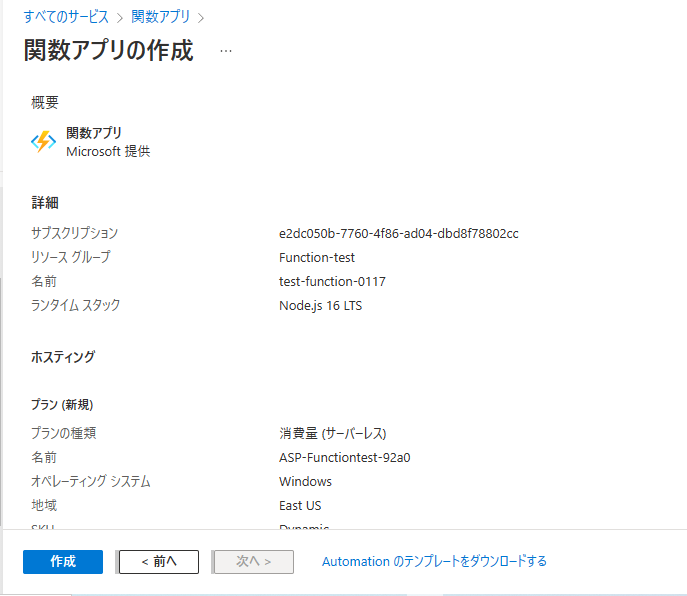 すべてのサービス > 関数アプリ >
関数アプリの作成 ...
概要
関数アプリ
Microsoft 提供
詳細
サブスクリプション e2dc050b-7760-4f86-ad04-dbd8f78802cc
リソース グループ Function-test
名前 test-function-0117
ランタイム スタック Node.js 16 LTS
ホスティング
プラン (新規)
プランの種類 消費量 (サーバーレス)
名前 ASP-Functiontest-92a0
オペレーティング システム Windows
地域 East US
SKU Dynamic
作成 < 前へ 次へ > Automation のテンプレートをダウンロードする